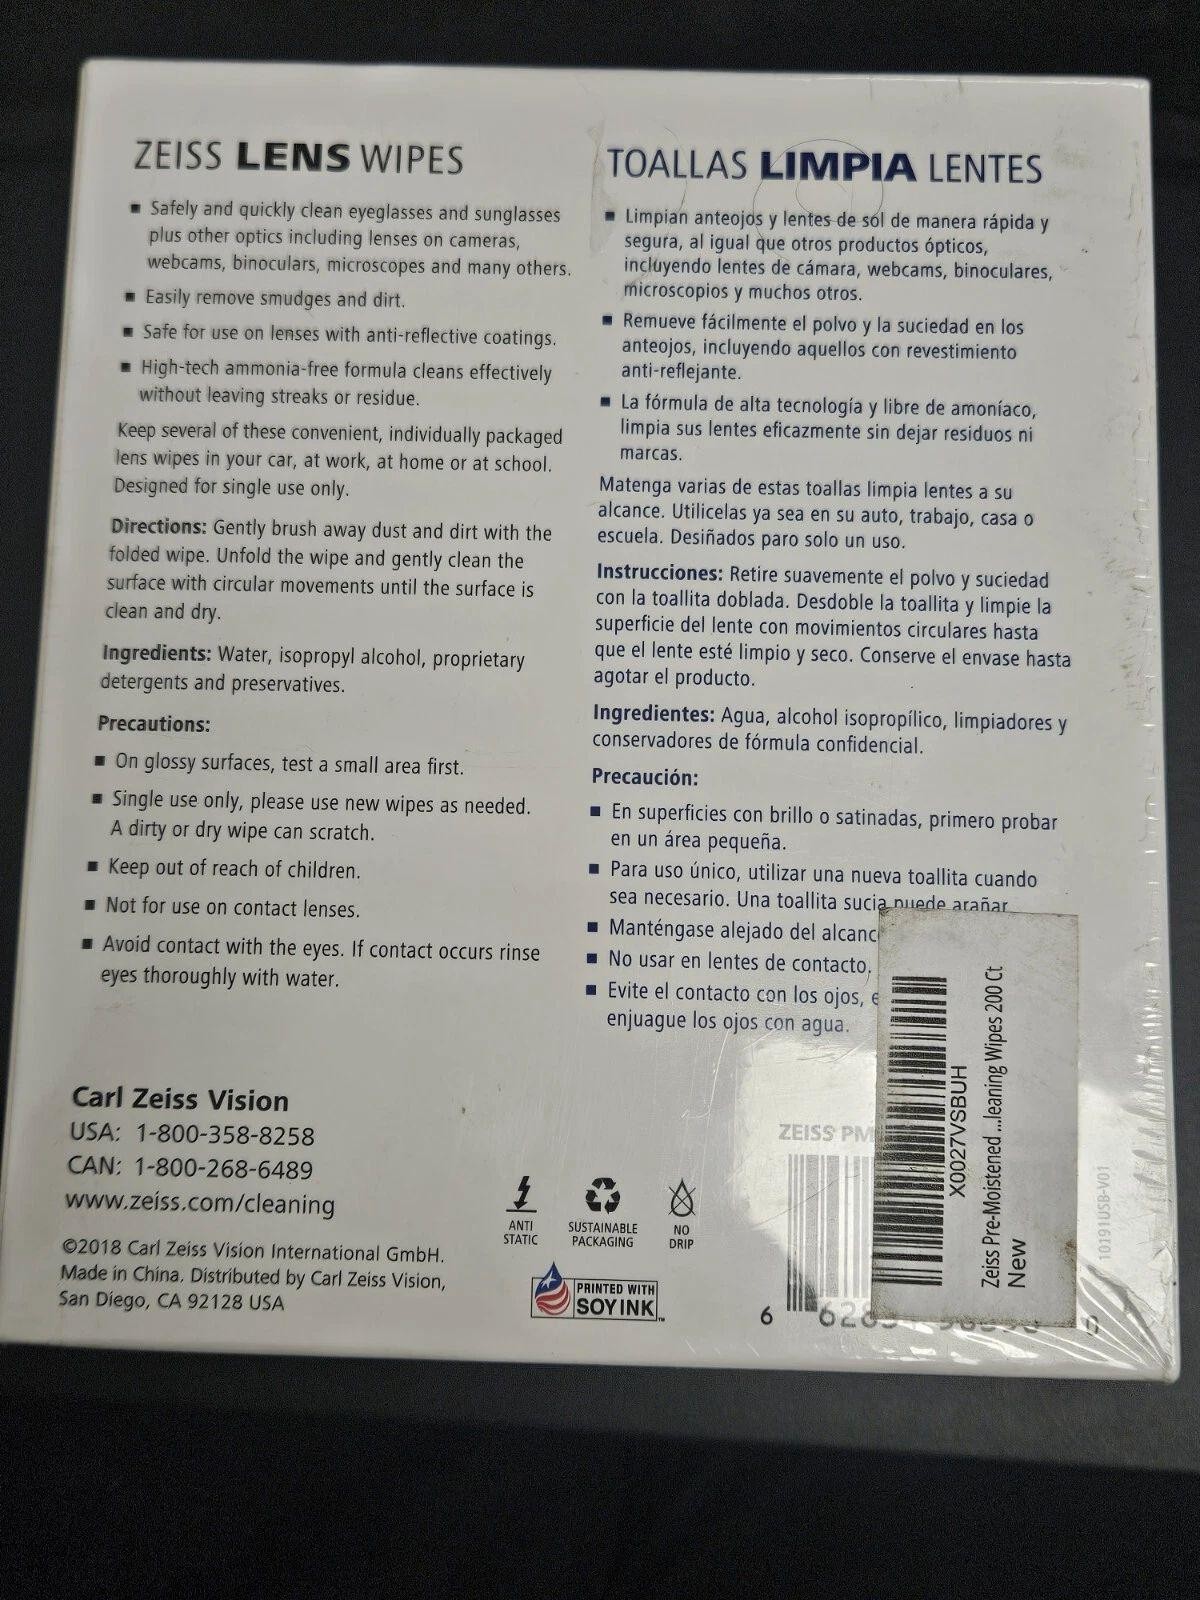 ZEISS LENS WIPES
▪ Safely and quickly clean eyeglasses and sunglasses
plus other optics including lenses on cameras,
webcams, binoculars, microscopes and many others.
▪ Easily remove smudges and dirt.
▪ Safe for use on lenses with anti-reflective coatings.
▪ High-tech ammonia-free formula cleans effectively
without leaving streaks or residue.
Keep several of these convenient, individually packaged
lens wipes in your car, at work, at home or at school.
Designed for single use only.
Directions: Gently brush away dust and dirt with the
folded wipe. Unfold the wipe and gently clean the
surface with circular movements until the surface is
clean and dry.
Ingredients: Water, isopropyl alcohol, proprietary
detergents and preservatives.
Precautions:
▪ On glossy surfaces, test a small area first.
▪ Single use only, please use new wipes as needed.
A dirty or dry wipe can scratch.
▪ Keep out of reach of children.
▪ Not for use on contact lenses.
▪ Avoid contact with the eyes. If contact occurs rinse
eyes thoroughly with water.
TOALLAS LIMPIA LENTES
▪ Limpian anteojos y lentes de sol de manera rápida y
segura, al igual que otros productos ópticos,
incluyendo lentes de cámara, webcams, binoculares,
microscopios y muchos otros.
▪ Remueve fácilmente el polvo y la suciedad en los
anteojos, incluyendo aquellos con revestimiento
anti-reflejante.
▪ La fórmula de alta tecnología y libre de amoníaco,
limpia sus lentes eficazmente sin dejar residuos ni
marcas.
Matenga varias de estas toallas limpia lentes a su
alcance. Utilicelas ya sea en su auto, trabajo, casa o
escuela. Desiñados paro solo un uso.
Instrucciones: Retire suavemente el polvo y suciedad
con la toallita doblada. Desdoble la toallita y limpie la
superficie del lente con movimientos circulares hasta
que el lente esté limpio y seco. Conserve el envase hasta
agotar el producto.
Ingredientes: Agua, alcohol isopropílico, limpiadores y
conservadores de fórmula confidencial.
Precaución:
▪ En superficies con brillo o satinadas, primero probar
en un área pequeña.
▪ Para uso único, utilizar una nueva toallita cuando
sea necesario. Una toallita sucia puede arañar
▪ Manténgase alejado del alcanc
▪ No usar en lentes de contacto.
▪ Evite el contacto con los ojos, e
enjuague los ojos con agua.
Carl Zeiss Vision
USA: 1-800-358-8258
CAN: 1-800-268-6489
www.zeiss.com/cleaning
©2018 Carl Zeiss Vision International GmbH.
Made in China. Distributed by Carl Zeiss Vision,
San Diego, CA 92128 USA
ANTI
STATIC
SUSTAINABLE
PACKAGING
NO
DRIP
PRINTED WITH
SOY INK™
ZEISS PM
6
X0027VSBUH
Zeiss Pre-Moistened ...leaning Wipes 200 Ct
New
10191USB-V01